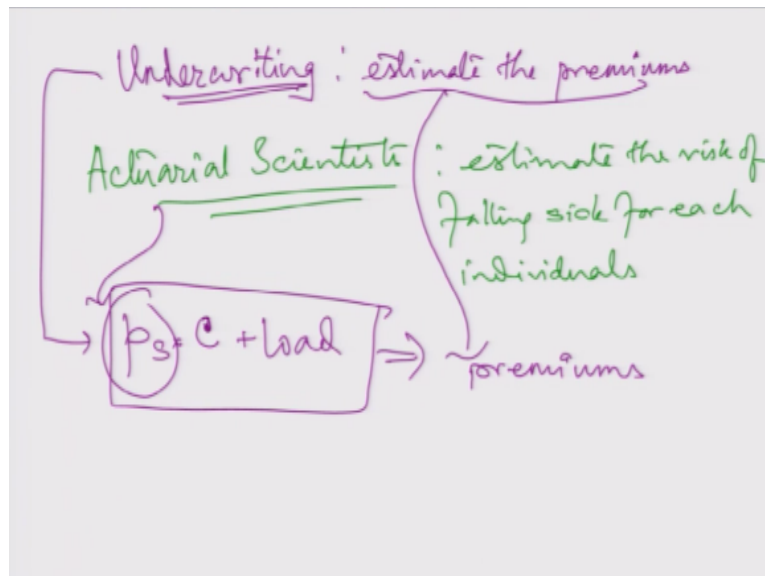 Underwriting : estimate the premiums
Actuarial Scientists : estimate the risk of
falling sick for each
individuals
Ps. C + Load ⇒ premiums